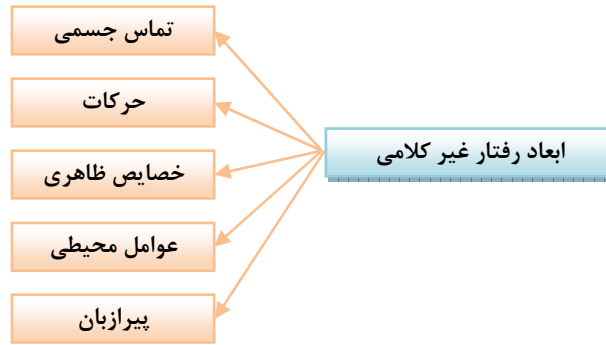 ابعاد رفتار غیر کلامی
تماس جسمی
حرکات
خصایص ظاهری
عوامل محیطی
پیرازبان